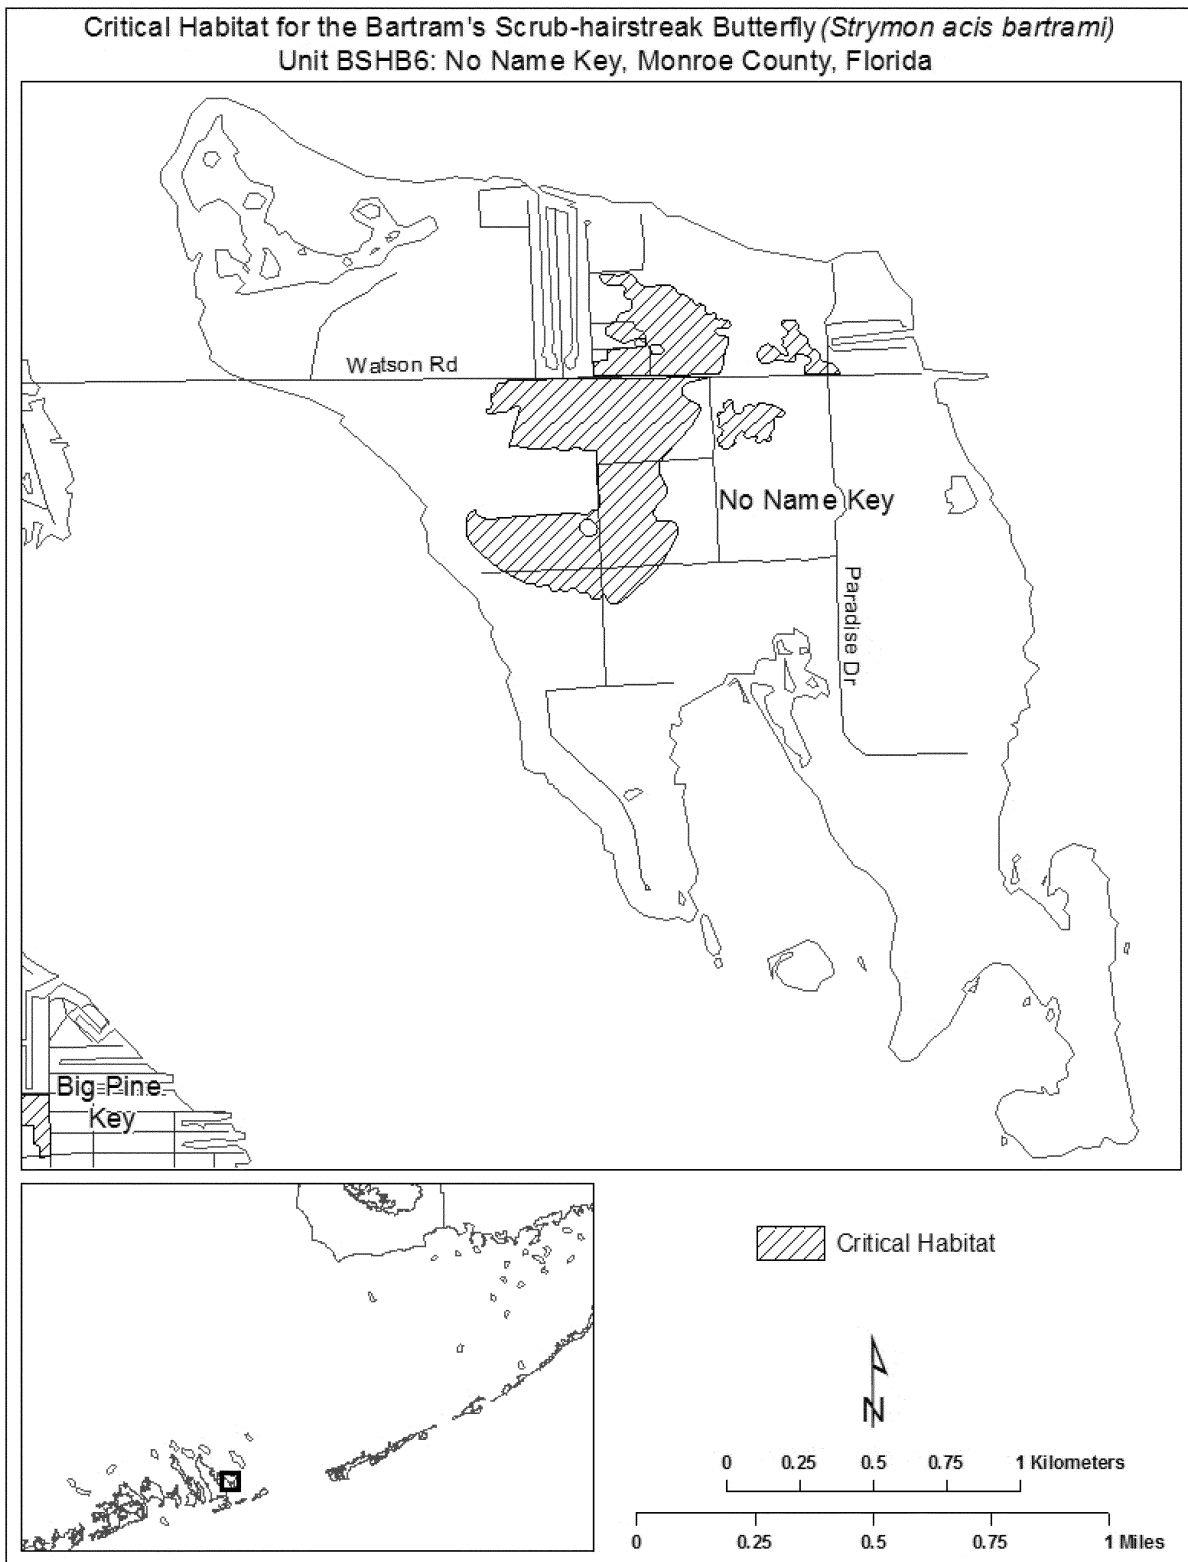 Critical Habitat for the Bartram's Scrub-hairstreak Butterfly (Strymon acis bartrami)
Unit BSHB6: No Name Key, Monroe County, Florida
Watson Rd
No Name Key
Paradise Dr
Big Pine
Key
Critical Habitat
N
0 0.25 0.5 0.75 1 Kilometers
0 0.25 0.5 0.75 1 Miles